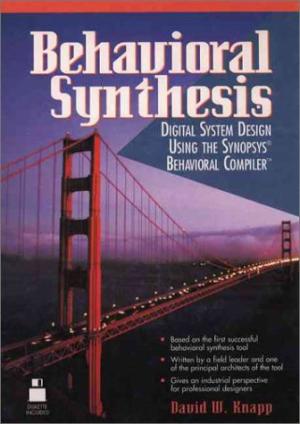 Behavioral
Synthesis
DIGITAL SYSTEM DESIGN
USING THE SYNOPSYS®
BEHAVIORAL COMPILER™
• Based on the first successful
behavioral synthesis tool
• Written by a field leader and one
of the principal architects of the tool
• Gives an industrial perspective
for professional designers
DISKETTE
INCLUDED
David W. Knapp